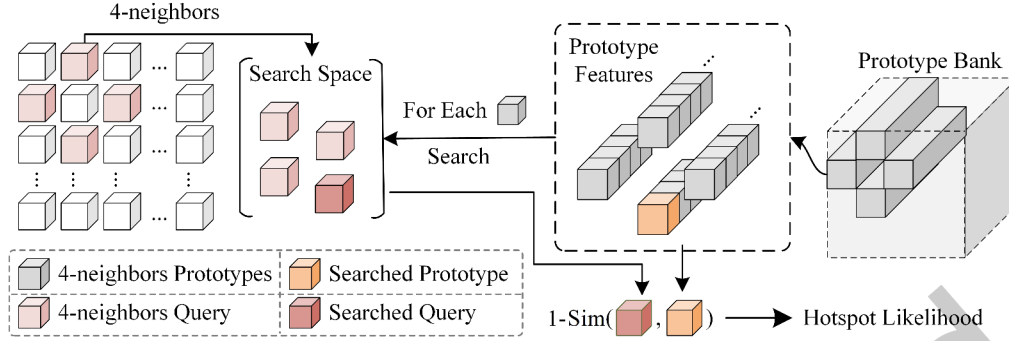 4-neighbors
Search Space
For Each
Search
Prototype
Features
...
...
Prototype Bank
...
...
...
...
4-neighbors Prototypes
Searched Prototype
4-neighbors Query
Searched Query
1-Sim( , )
Hotspot Likelihood